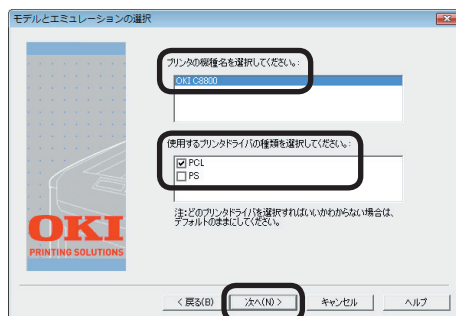 モデルとエミュレーションの選択
プリンタの機種名を選択してください。:
OKI C8800
使用するプリンタドライバの種類を選択してください。:
PCL
PS
注:どのプリンタドライバを選択すればいいかわからない場合は、
デフォルトのままにしてください。
OKI
PRINTING SOLUTIONS
< 戻る(B)
次へ(N) >
キャンセル
ヘルプ